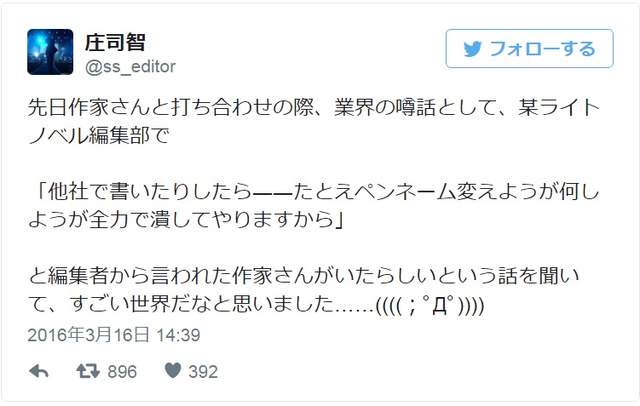 庄司智
@ss_editor
フォローする
先日作家さんと打ち合わせの際、業界の噂話として、某ライト
ノベル編集部で
「他社で書いたりしたら――たとえペンネーム変えようが何し
ようが全力で潰してやりますから」
と編集者から言われた作家さんがいたらしいという話を聞い
て、すごい世界だなと思いました……((((；ﾟДﾟ))))
2016年3月16日 14:39
896
392